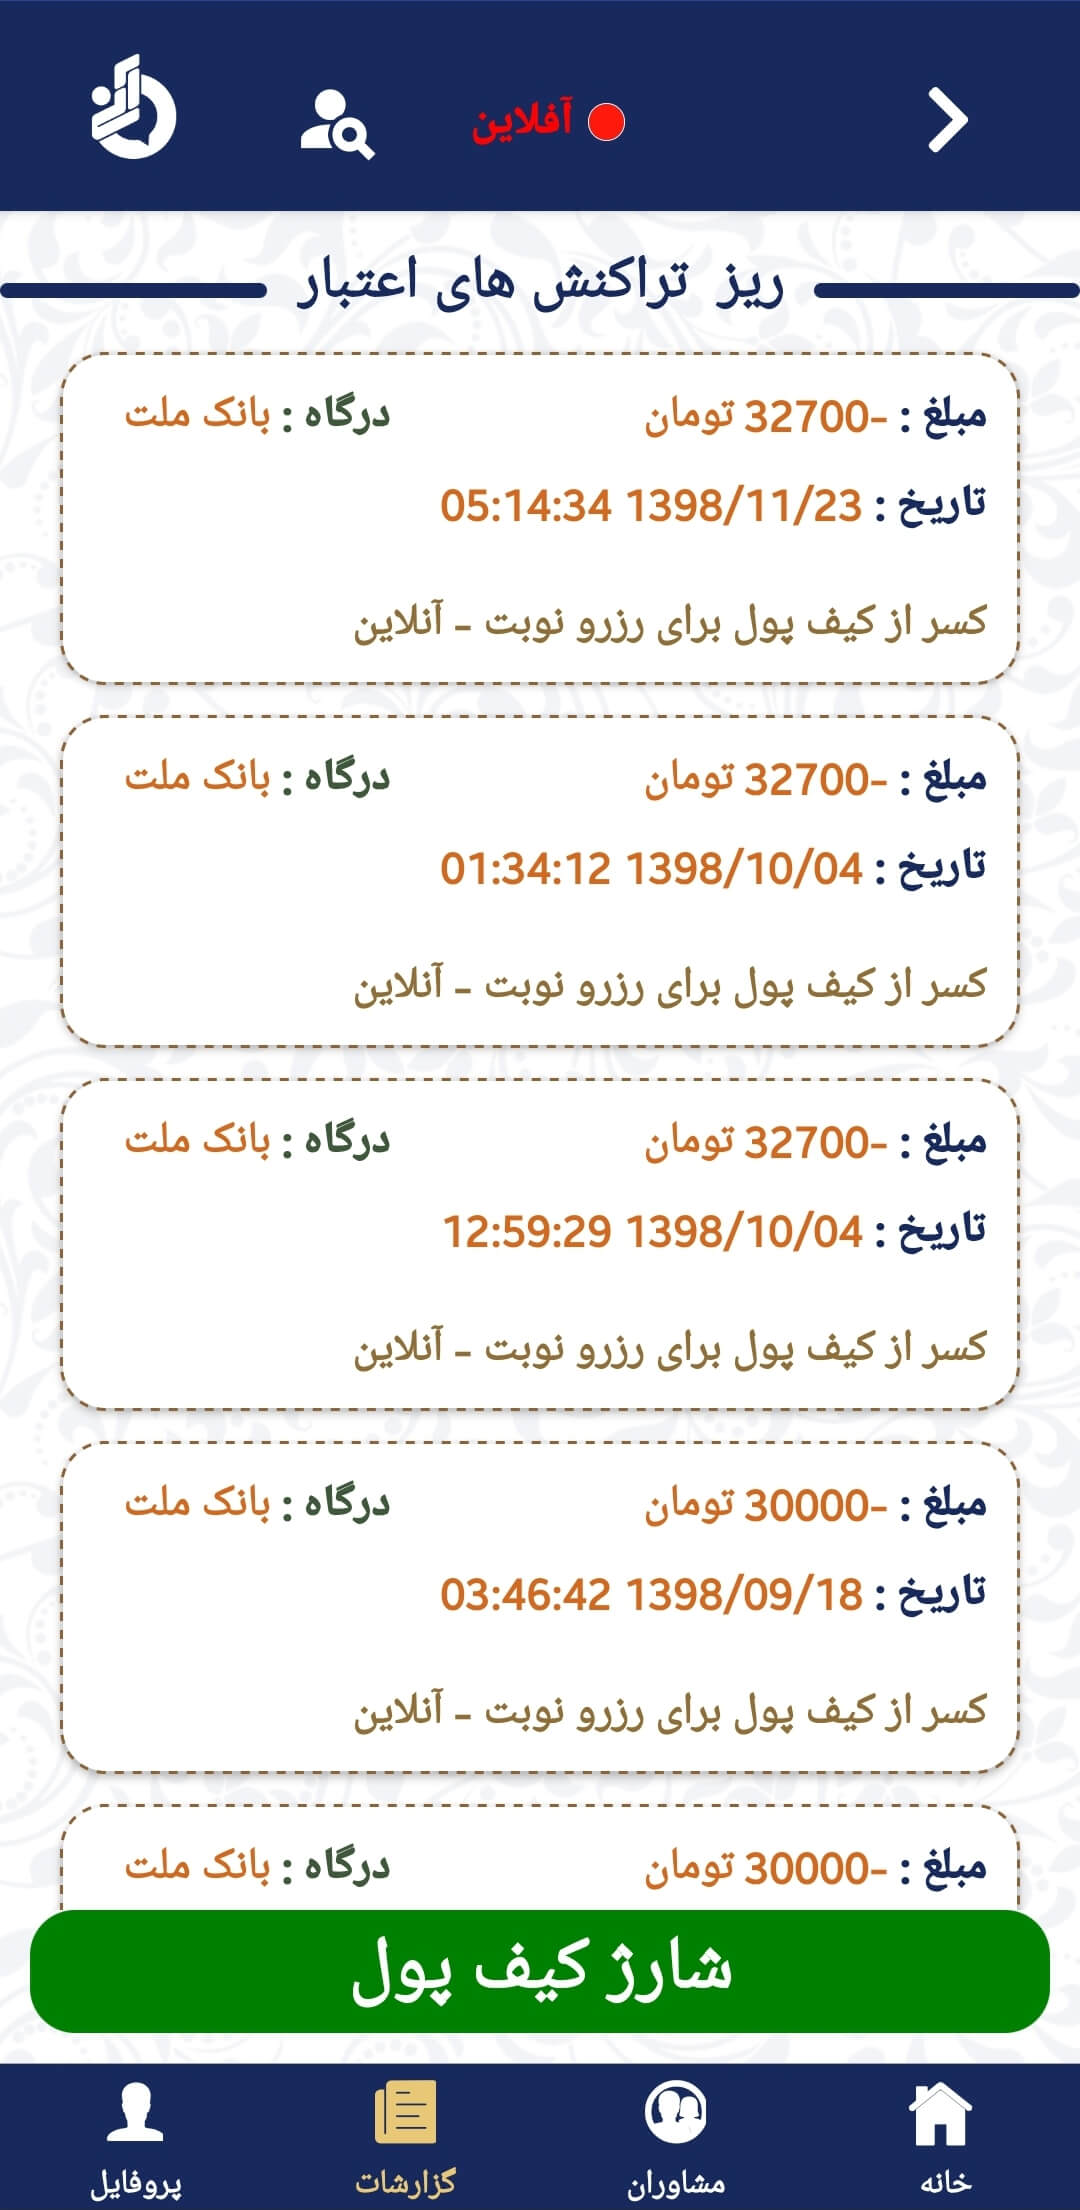 آفلاین
ریز تراکنش های اعتبار
مبلغ : -32700 تومان درگاه : بانک ملت
تاریخ : 1398/11/23 05:14:34
کسر از کیف پول برای رزرو نوبت - آنلاین
مبلغ : -32700 تومان درگاه : بانک ملت
تاریخ : 1398/10/04 01:34:12
کسر از کیف پول برای رزرو نوبت - آنلاین
مبلغ : -32700 تومان درگاه : بانک ملت
تاریخ : 1398/10/04 12:59:29
کسر از کیف پول برای رزرو نوبت - آنلاین
مبلغ : -30000 تومان درگاه : بانک ملت
تاریخ : 1398/09/18 03:46:42
کسر از کیف پول برای رزرو نوبت - آنلاین
مبلغ : -30000 تومان درگاه : بانک ملت
شارژ کیف پول
خانه مشاوران گزارشات پروفایل